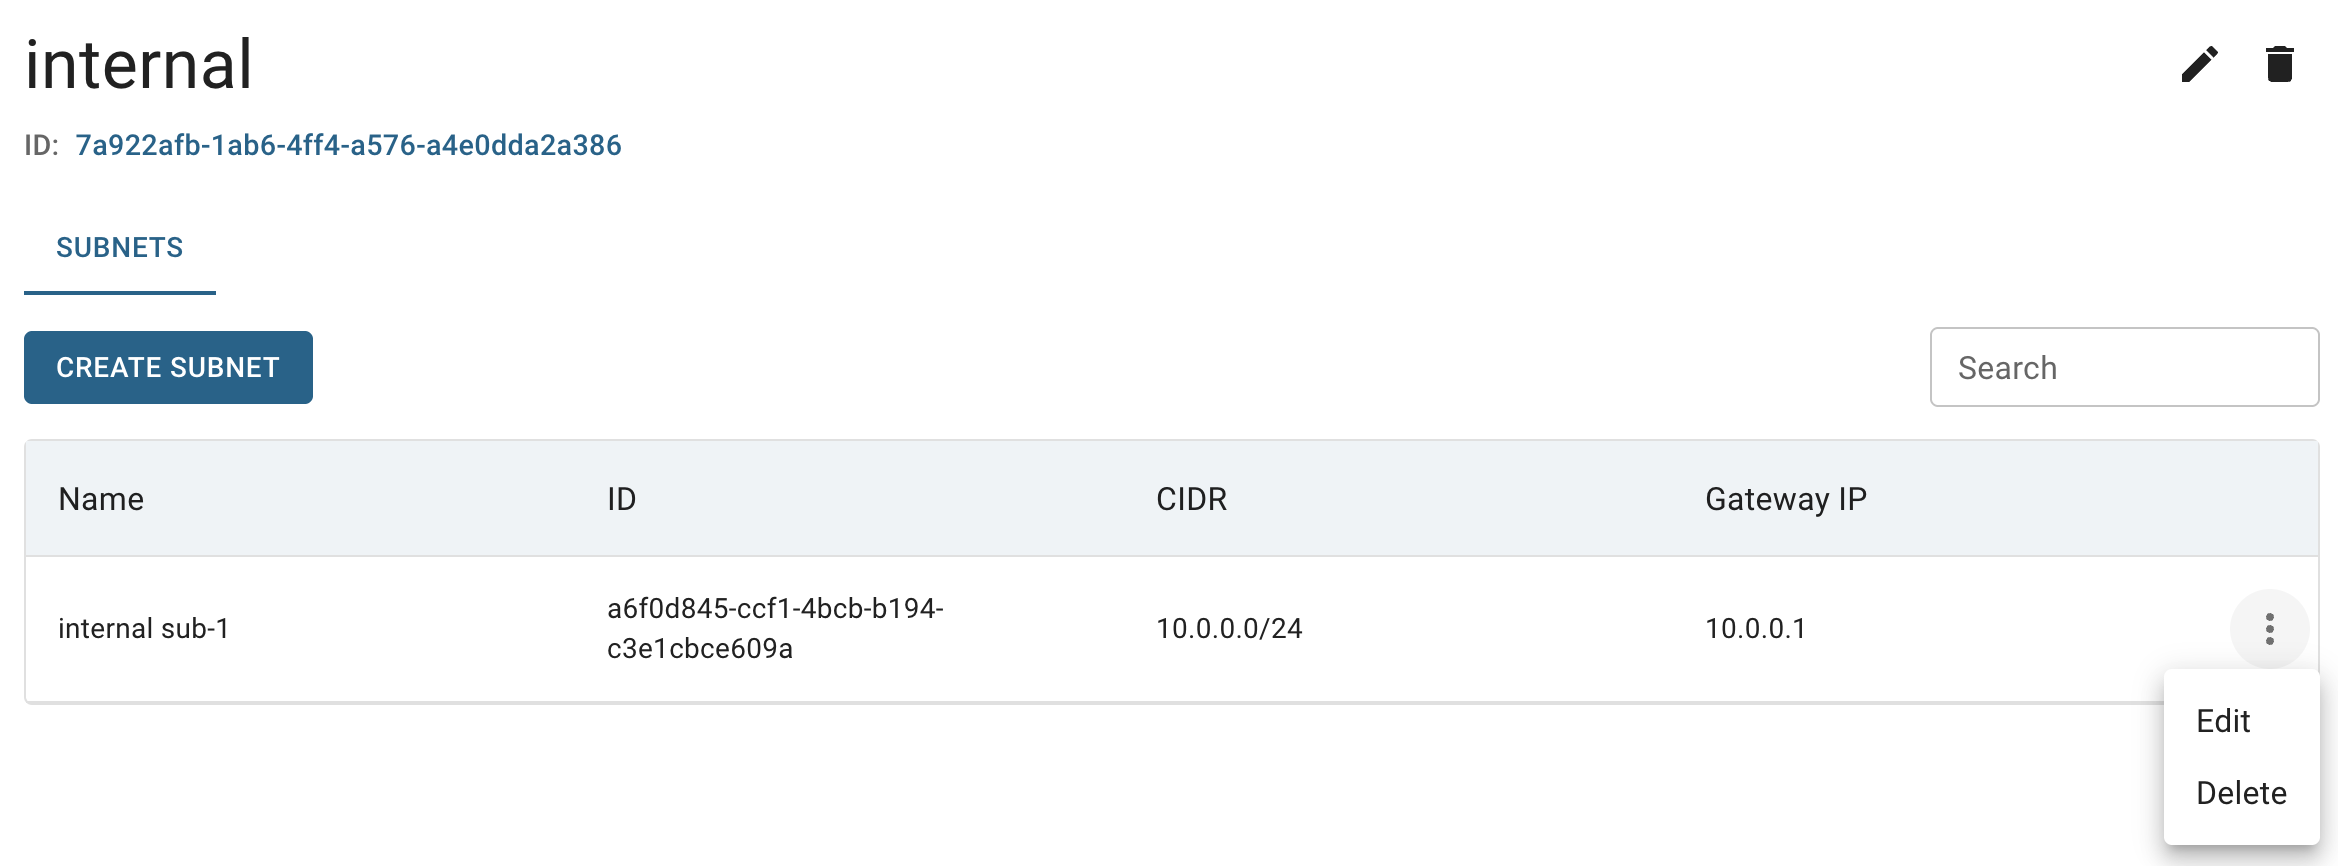 internal
ID: 7a922afb-1ab6-4ff4-a576-a4e0dda2a386
SUBNETS
CREATE SUBNET
Search
Name ID CIDR Gateway IP
internal sub-1 a6f0d845-ccf1-4bcb-b194- 10.0.0.0/24 10.0.0.1
c3e1cbce609a
Edit
Delete